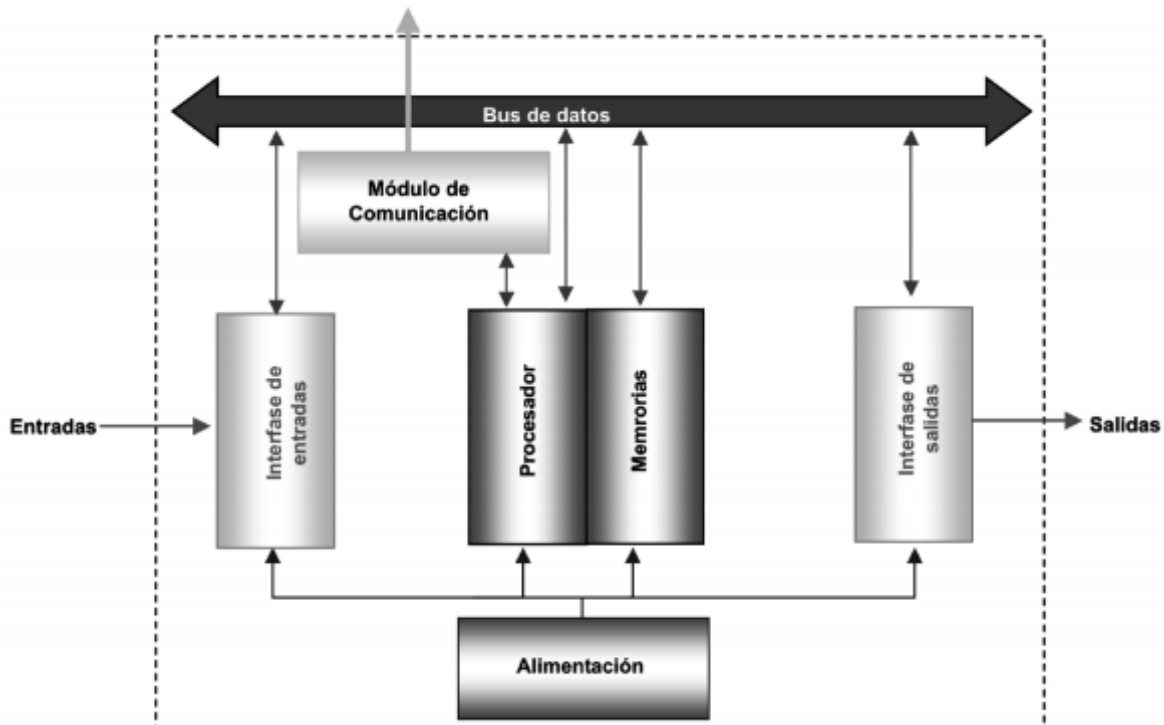 Bus de datos
Módulo de
Comunicación
Entradas
Interfase de
entradas
Procesador
Memrorias
Interfase de
salidas
Salidas
Alimentación